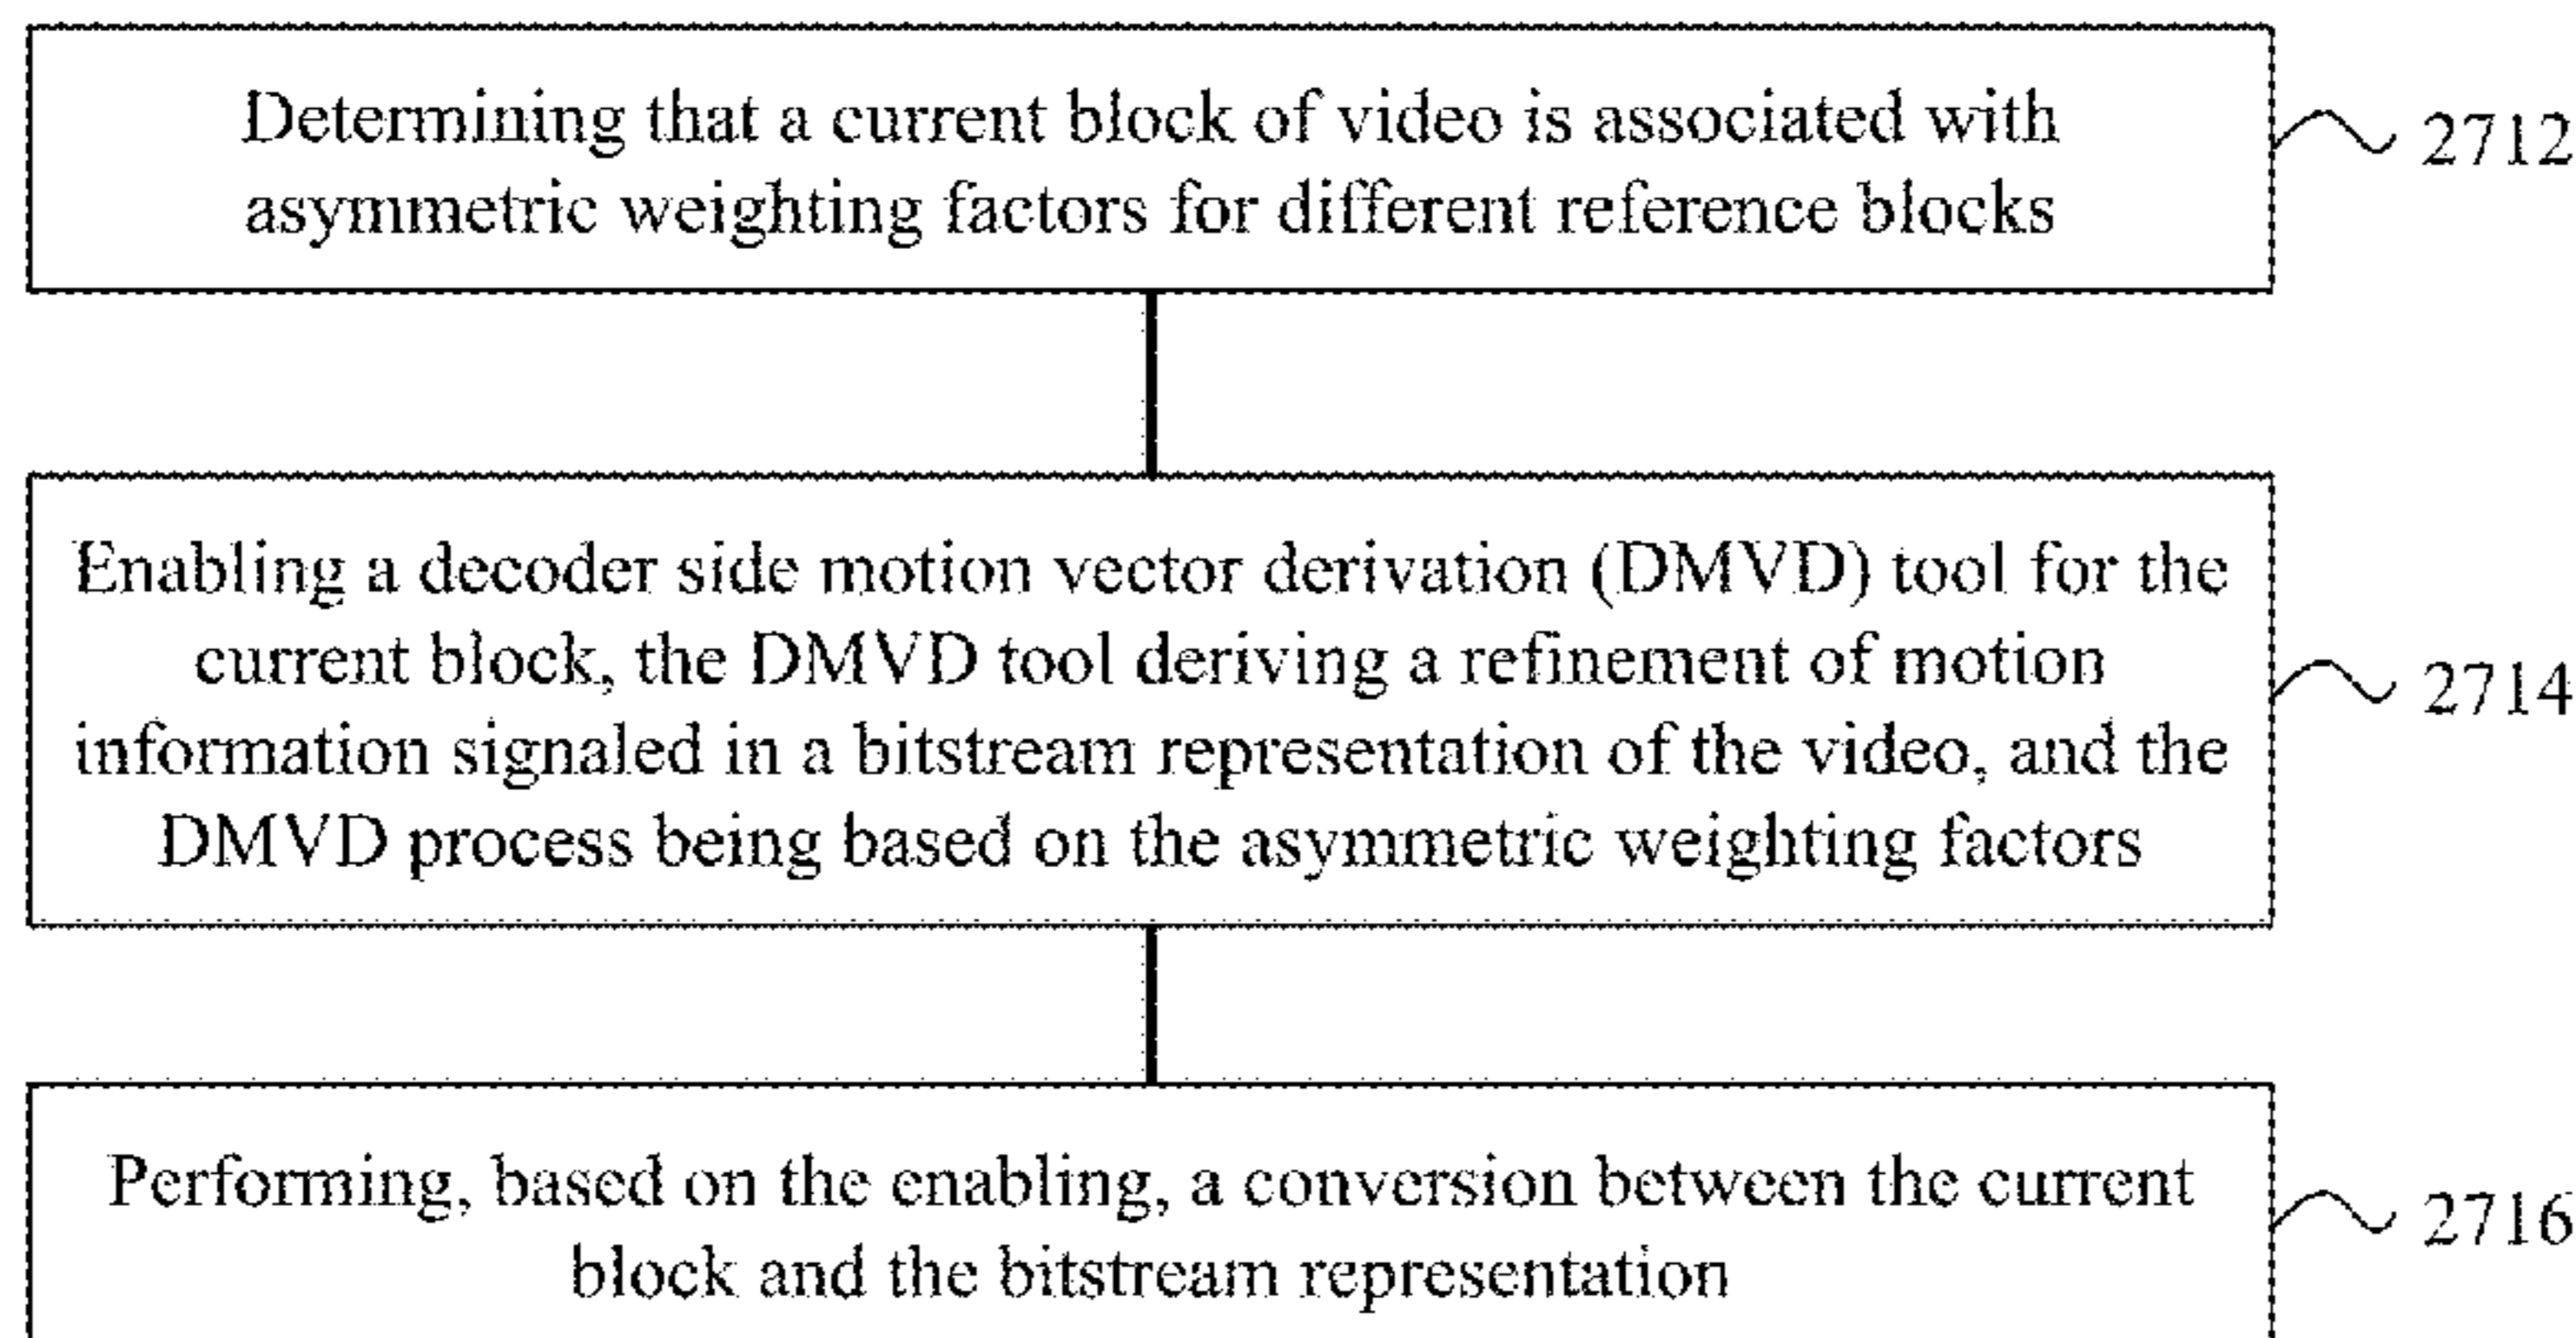 Determining that a current block of video is associated with
asymmetric weighting factors for different reference blocks
2712
Enabling a decoder side motion vector derivation (DMVD) tool for the
current block, the DMVD tool deriving a refinement of motion
information signaled in a bitstream representation of the video, and the
DMVD process being based on the asymmetric weighting factors
2714
Performing, based on the enabling, a conversion between the current
block and the bitstream representation
2716